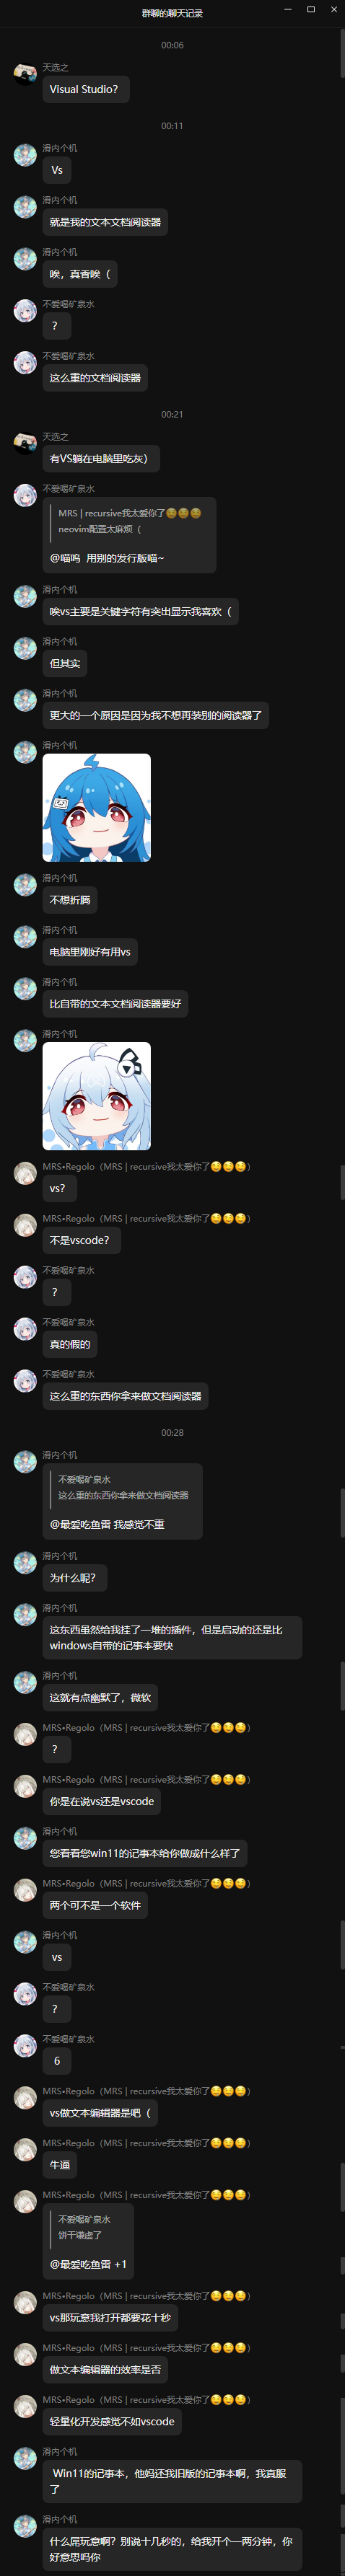 群聊的聊天记录
00:06
天选之
Visual Studio?
00:11
滑内个机
Vs
滑内个机
就是我的文本文档阅读器
滑内个机
唉，真香唉（
不爱喝矿泉水
？
不爱喝矿泉水
这么重的文档阅读器
00:21
天选之
有VS躺在电脑里吃灰）
不爱喝矿泉水
MRS | recursive我太爱你了😋😋😋
neovim配置太麻烦（
@喵呜 用别的发行版喵~
滑内个机
唉vs主要是关键字符有突出显示我喜欢（
滑内个机
但其实
滑内个机
更大的一个原因是因为我不想再装别的阅读器了
滑内个机
滑内个机
不想折腾
滑内个机
电脑里刚好有用vs
滑内个机
比自带的文本文档阅读器要好
滑内个机
MRS•Regolo（MRS | recursive我太爱你了😋😋😋）
vs?
MRS•Regolo（MRS | recursive我太爱你了😋😋😋）
不是vscode?
不爱喝矿泉水
？
不爱喝矿泉水
真的假的
不爱喝矿泉水
这么重的东西你拿来做文档阅读器
00:28
滑内个机
不爱喝矿泉水
这么重的东西你拿来做文档阅读器
@最爱吃鱼雷 我感觉不重
滑内个机
为什么呢?
滑内个机
这东西虽然给我挂了一堆的插件，但是启动的还是比
windows自带的记事本要快
滑内个机
这就有点幽默了，微软
MRS•Regolo（MRS | recursive我太爱你了😋😋😋）
？
MRS•Regolo（MRS | recursive我太爱你了😋😋😋）
你是在说vs还是vscode
滑内个机
您看看您win11的记事本给你做成什么样了
MRS•Regolo（MRS | recursive我太爱你了😋😋😋）
两个可不是一个软件
滑内个机
vs
不爱喝矿泉水
？
不爱喝矿泉水
6
MRS•Regolo（MRS | recursive我太爱你了😋😋😋）
vs做文本编辑器是吧（
MRS•Regolo（MRS | recursive我太爱你了😋😋😋）
牛逼
MRS•Regolo（MRS | recursive我太爱你了😋😋😋）
不爱喝矿泉水
饼干谦虚了
@最爱吃鱼雷 +1
MRS•Regolo（MRS | recursive我太爱你了😋😋😋）
vs那玩意我打开都要花十秒
MRS•Regolo（MRS | recursive我太爱你了😋😋😋）
做文本编辑器的效率是否
MRS•Regolo（MRS | recursive我太爱你了😋😋😋）
轻量化开发感觉不如vscode
滑内个机
Win11的记事本，他妈还我旧版的记事本啊，我真服
了
滑内个机
什么屌玩意啊？别说十几秒的，给我开个一两分钟，你
好意思吗你